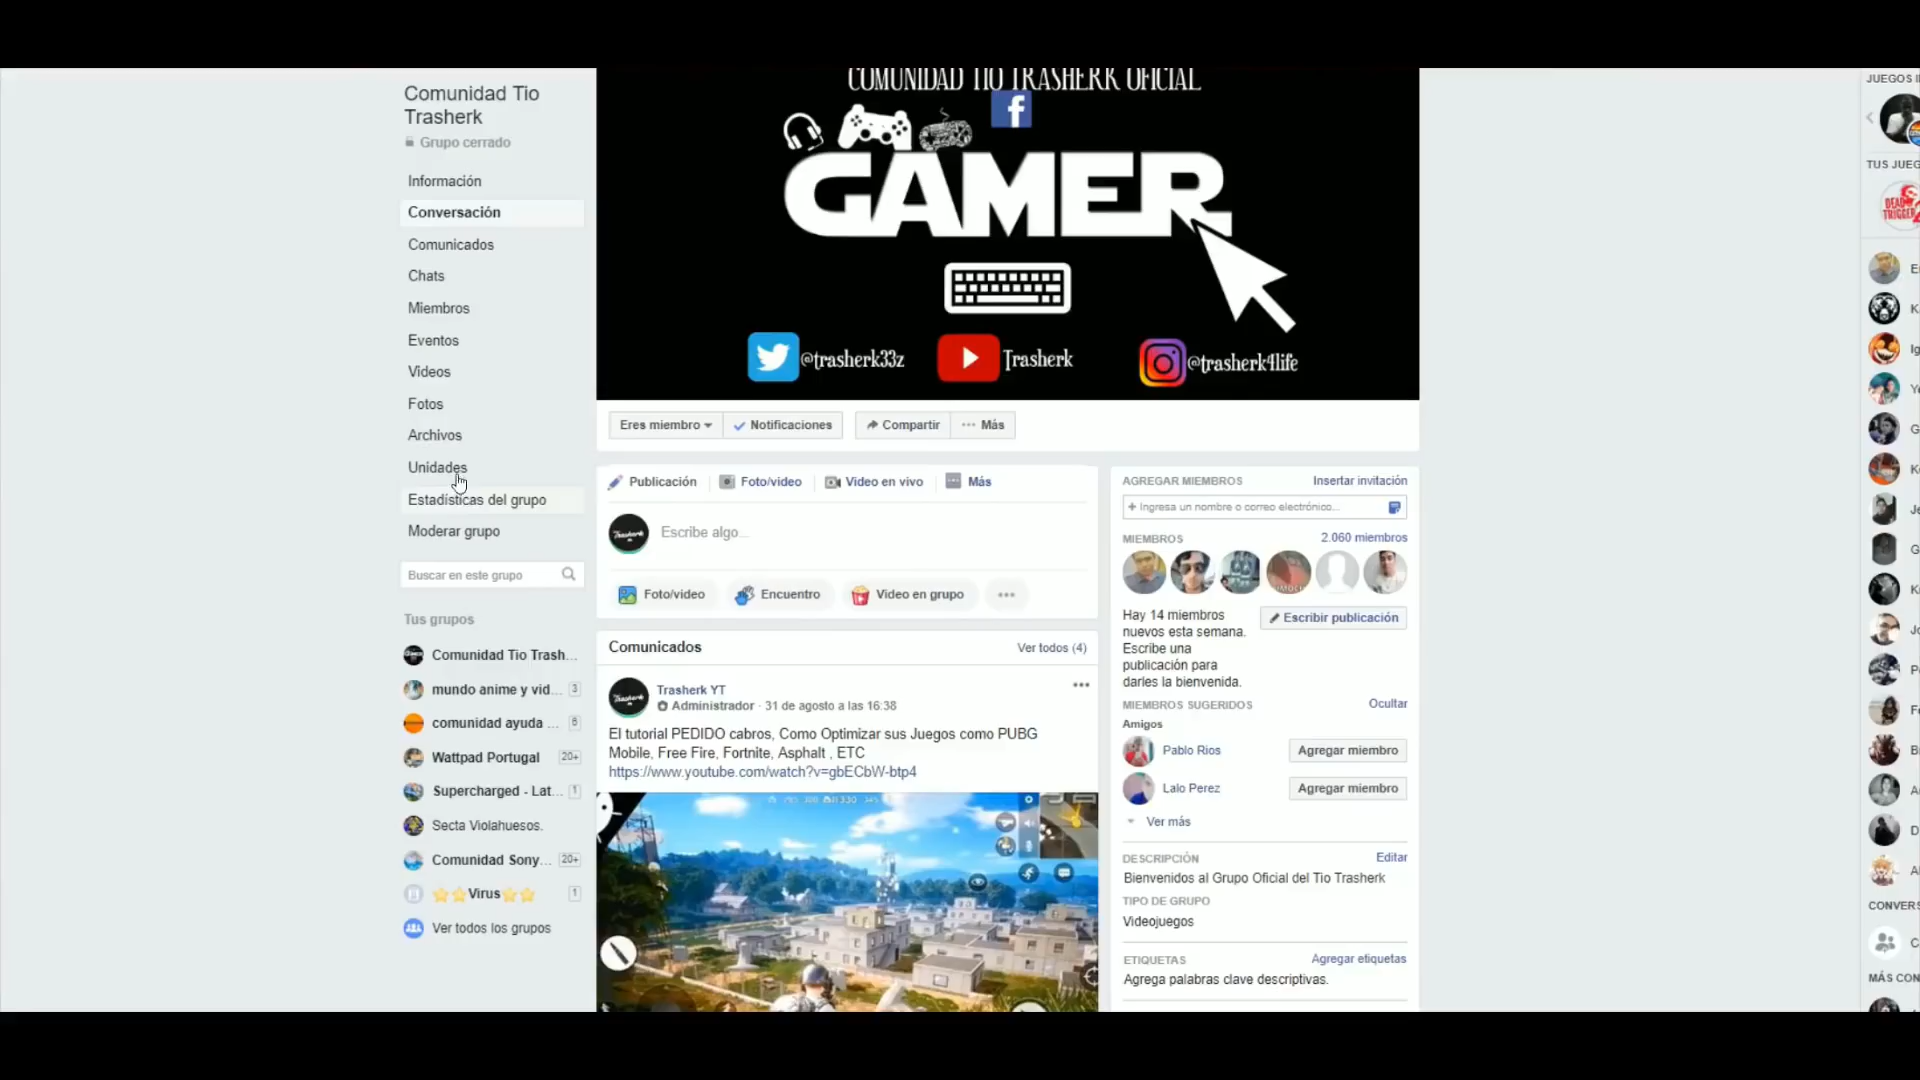 Comunidad Tio
Trasherk
Grupo cerrado
Información
Conversación
Comunicados
Chats
Miembros
Eventos
Videos
Fotos
Archivos
Unidades
Estadísticas del grupo
Moderar grupo
Buscar en este grupo
Tus grupos
Comunidad Tio Trash...
mundo anime y vid... 3
comunidad ayuda ...
Wattpad Portugal 20+
Supercharged - Lat... 1
Secta Violahuesos.
Comunidad Sony... 20+
Virus 1
Ver todos los grupos
COMUNIDAD TIO TRASHERK OFICIAL
GAMER
@trasherk33z
Trasherk
@trasherk4life
Eres miembro
Notificaciones
Compartir
Más
Publicación
Foto/video
Video en vivo
Más
Escribe algo...
Foto/video
Encuentro
Video en grupo
Comunicados
Ver todos (4)
Trasherk YT
Administrador · 31 de agosto a las 16:38
El tutorial PEDIDO cabros, Como Optimizar sus Juegos como PUBG
Mobile, Free Fire, Fortnite, Asphalt , ETC
https://www.youtube.com/watch?v=gbECbW-btp4
AGREGAR MIEMBROS
Insertar invitación
+ Ingresa un nombre o correo electrónico...
MIEMBROS
2.060 miembros
Hay 14 miembros
nuevos esta semana.
Escribe una
publicación para
darles la bienvenida.
Escribir publicación
MIEMBROS SUGERIDOS
Ocultar
Amigos
Pablo Rios
Agregar miembro
Lalo Perez
Agregar miembro
Ver más
DESCRIPCIÓN
Editar
Bienvenidos al Grupo Oficial del Tio Trasherk
TIPO DE GRUPO
Videojuegos
ETIQUETAS
Agregar etiquetas
Agrega palabras clave descriptivas.
JUEGOS
TUS JUEG
DEAD
TRIGGER 2
CONVERS
MÁS CON